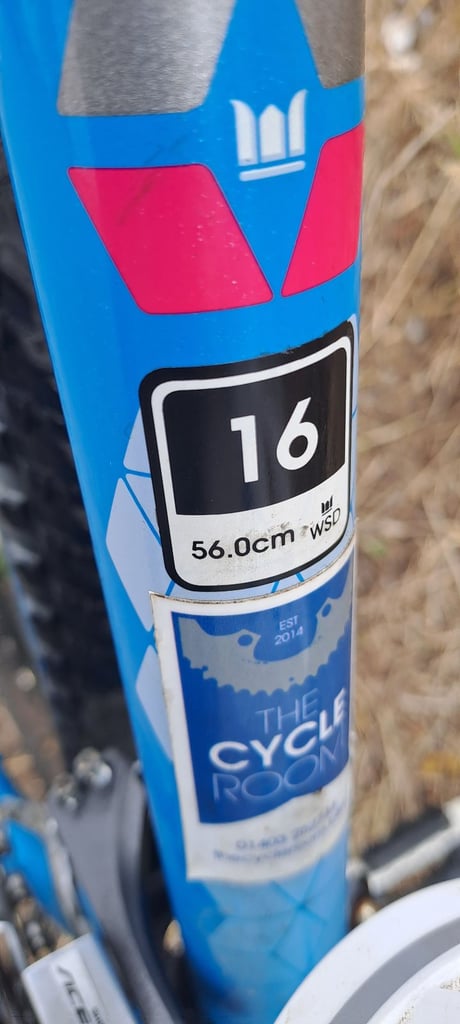 16
56.0cm WSD
EST
2014
THE
CYCLE
ROOM